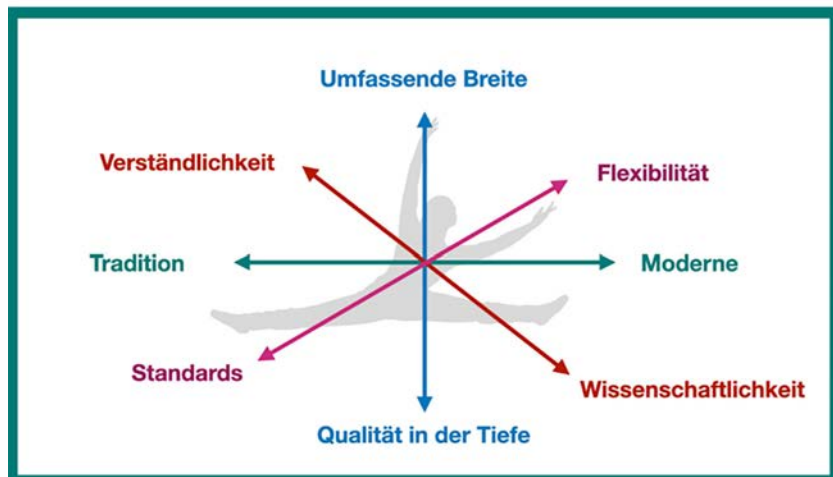 Umfassende Breite
Verständlichkeit
Flexibilität
Tradition
Moderne
Standards
Wissenschaftlichkeit
Qualität in der Tiefe